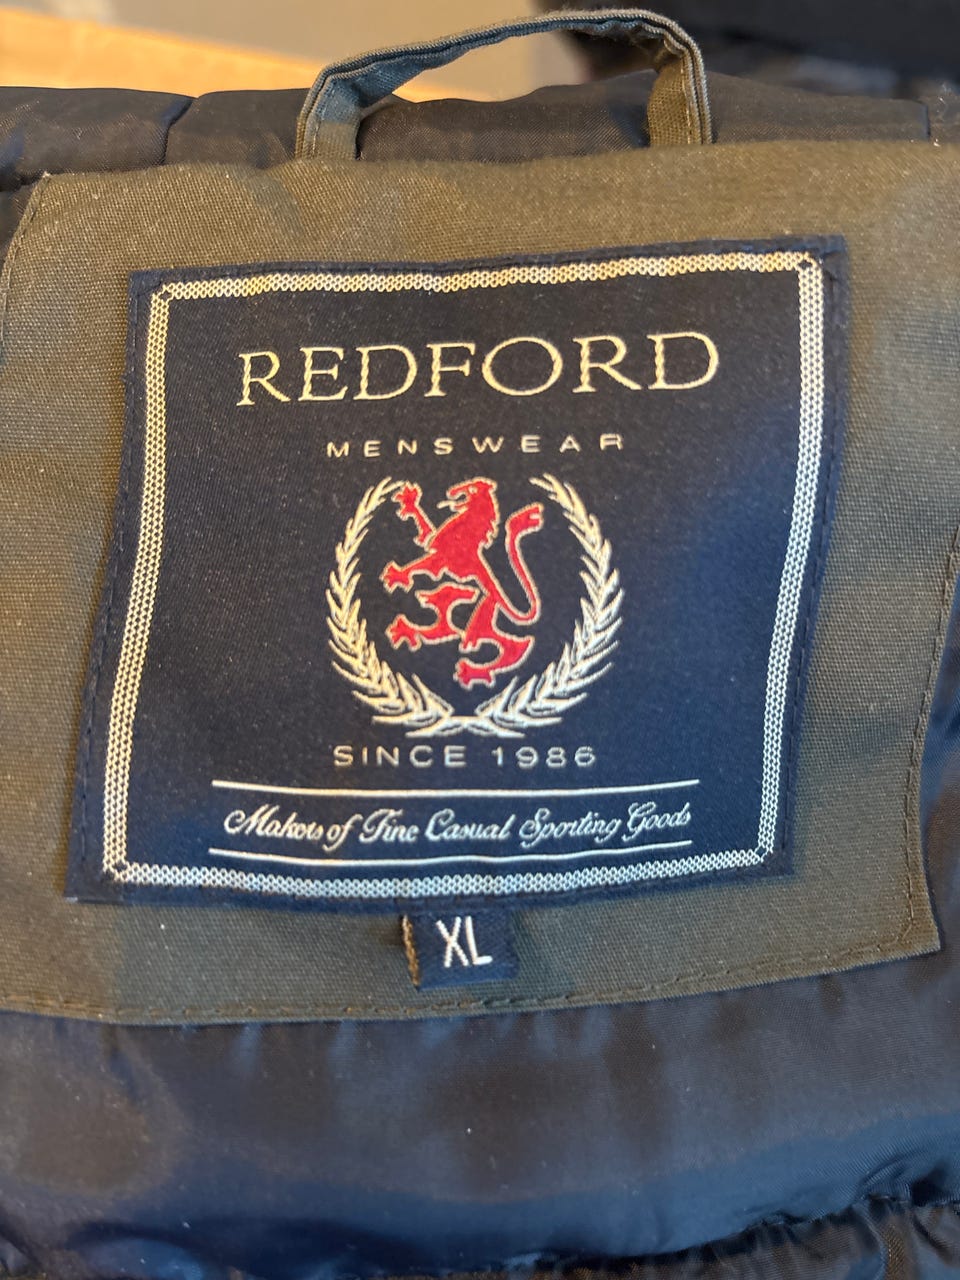 REDFORD
MENSWEAR
SINCE 1986
Makers of Fine Casual Sporting Goods
XL